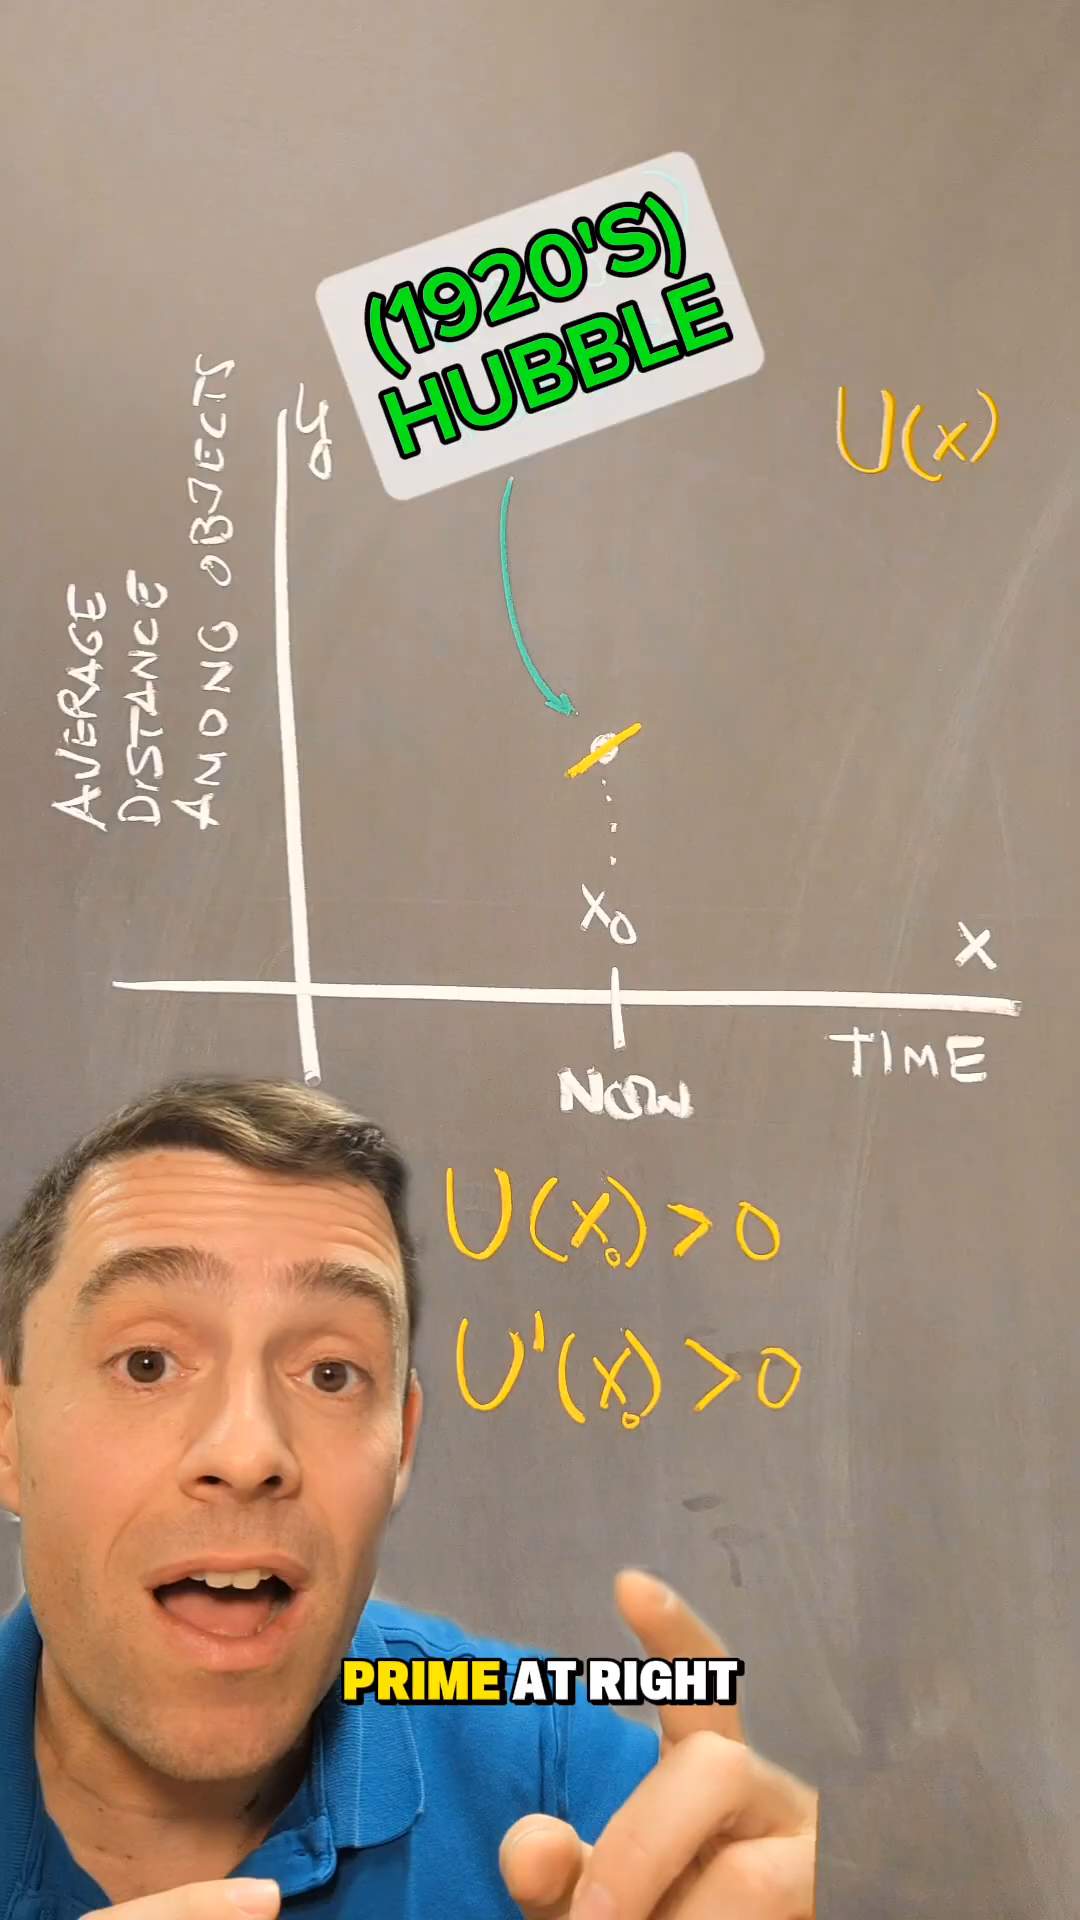 (1920'S)
HUBBLE
y
U(x)
AVERAGE
DISTANCE
AMONG OBJECTS
x₀
x
TIME
NOW
U(x₀)>0
U'(x₀)>0
PRIME AT RIGHT